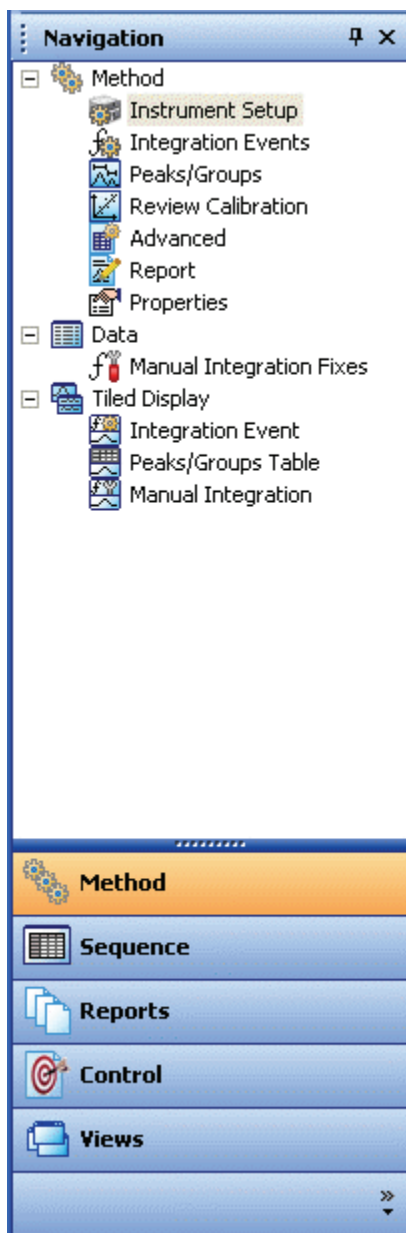 Navigation
Method
Instrument Setup
Integration Events
Peaks/Groups
Review Calibration
Advanced
Report
Properties
Data
Manual Integration Fixes
Tiled Display
Integration Event
Peaks/Groups Table
Manual Integration
Method
Sequence
Reports
Control
Views